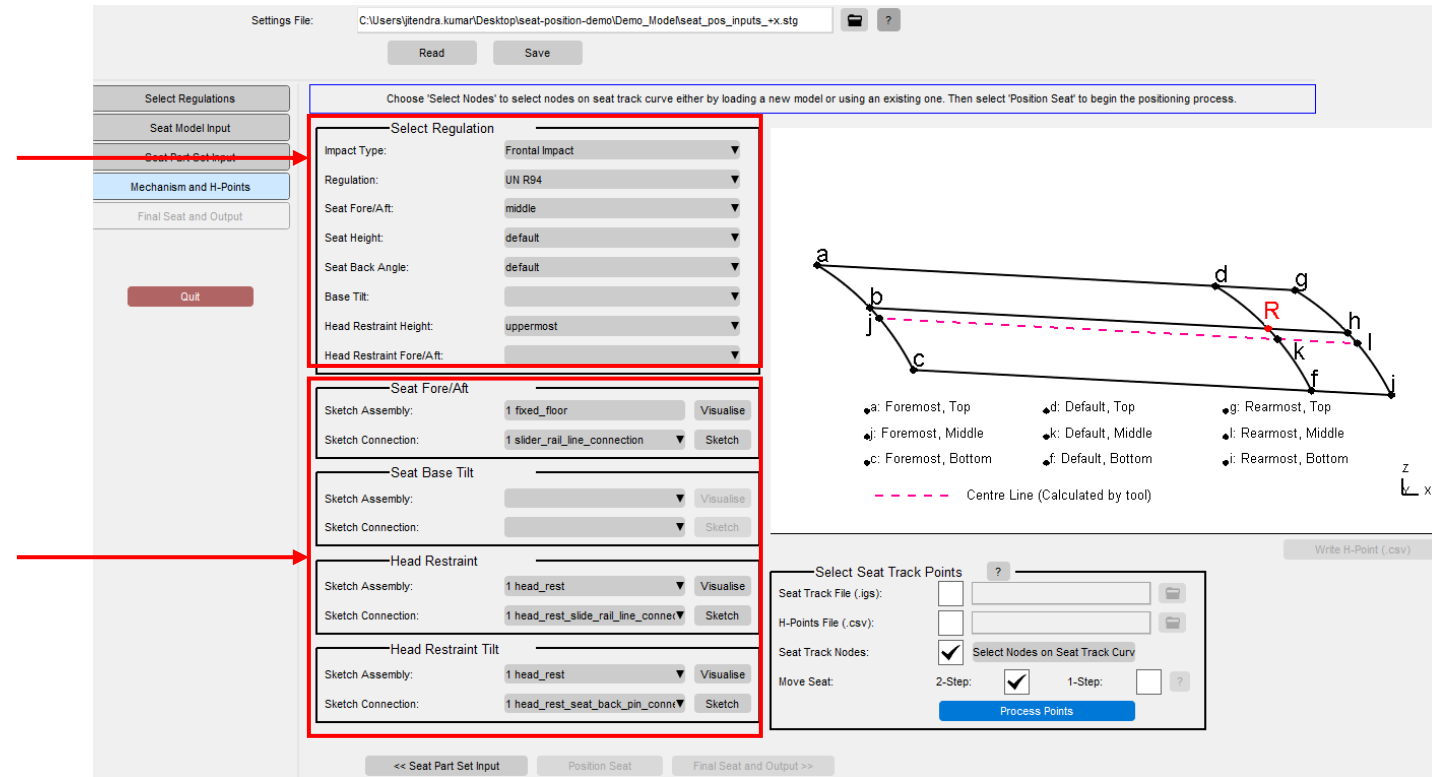 Settings File: C:\Users\jitendra.kumar\Desktop\seat-position-demo\Demo_Model\seat_pos_inputs_+x.stg ?
Read Save
Select Regulations
Seat Model Input
Seat Part Set Input
Mechanism and H-Points
Final Seat and Output
Quit
Choose 'Select Nodes' to select nodes on seat track curve either by loading a new model or using an existing one. Then select 'Position Seat' to begin the positioning process.
Select Regulation
Impact Type: Frontal Impact
Regulation: UN R94
Seat Fore/Aft: middle
Seat Height: default
Seat Back Angle: default
Base Tilt:
Head Restraint Height: uppermost
Head Restraint Fore/Aft:
Seat Fore/Aft
Sketch Assembly: 1 fixed_floor Visualise
Sketch Connection: 1 slider_rail_line_connection Sketch
Seat Base Tilt
Sketch Assembly: Visualise
Sketch Connection: Sketch
Head Restraint
Sketch Assembly: 1 head_rest Visualise
Sketch Connection: 1 head_rest_slide_rail_line_connec Sketch
Head Restraint Tilt
Sketch Assembly: 1 head_rest Visualise
Sketch Connection: 1 head_rest_seat_back_pin_conne Sketch
a
d
g
b
R
h
j
k
l
c
f
i
a: Foremost, Top d: Default, Top g: Rearmost, Top
j: Foremost, Middle k: Default, Middle l: Rearmost, Middle
c: Foremost, Bottom f: Default, Bottom i: Rearmost, Bottom
Centre Line (Calculated by tool)
Z
Y X
Write H-Point (.csv)
Select Seat Track Points ?
Seat Track File (.igs):
H-Points File (.csv):
Seat Track Nodes: Select Nodes on Seat Track Curv
Move Seat: 2-Step: 1-Step: ?
Process Points
<< Seat Part Set Input Position Seat Final Seat and Output >>